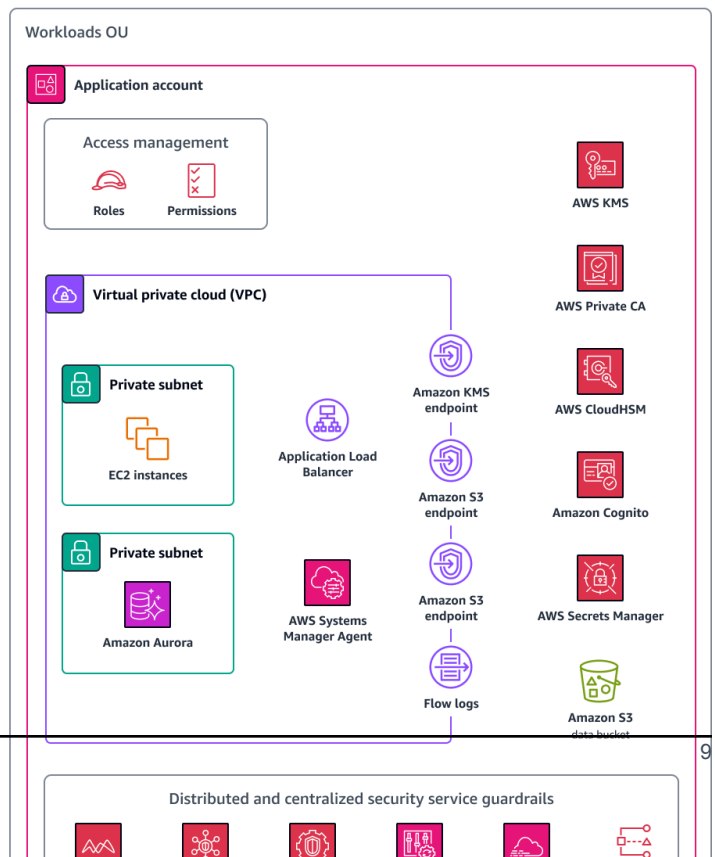 Workloads OU
Application account
Access management
Roles
Permissions
AWS KMS
AWS Private CA
Virtual private cloud (VPC)
Private subnet
EC2 instances
Application Load
Balancer
Amazon KMS
endpoint
AWS CloudHSM
Amazon S3
endpoint
Amazon Cognito
Private subnet
Amazon Aurora
AWS Systems
Manager Agent
Amazon S3
endpoint
AWS Secrets Manager
Flow logs
Amazon S3
data bucket
9
Distributed and centralized security service guardrails